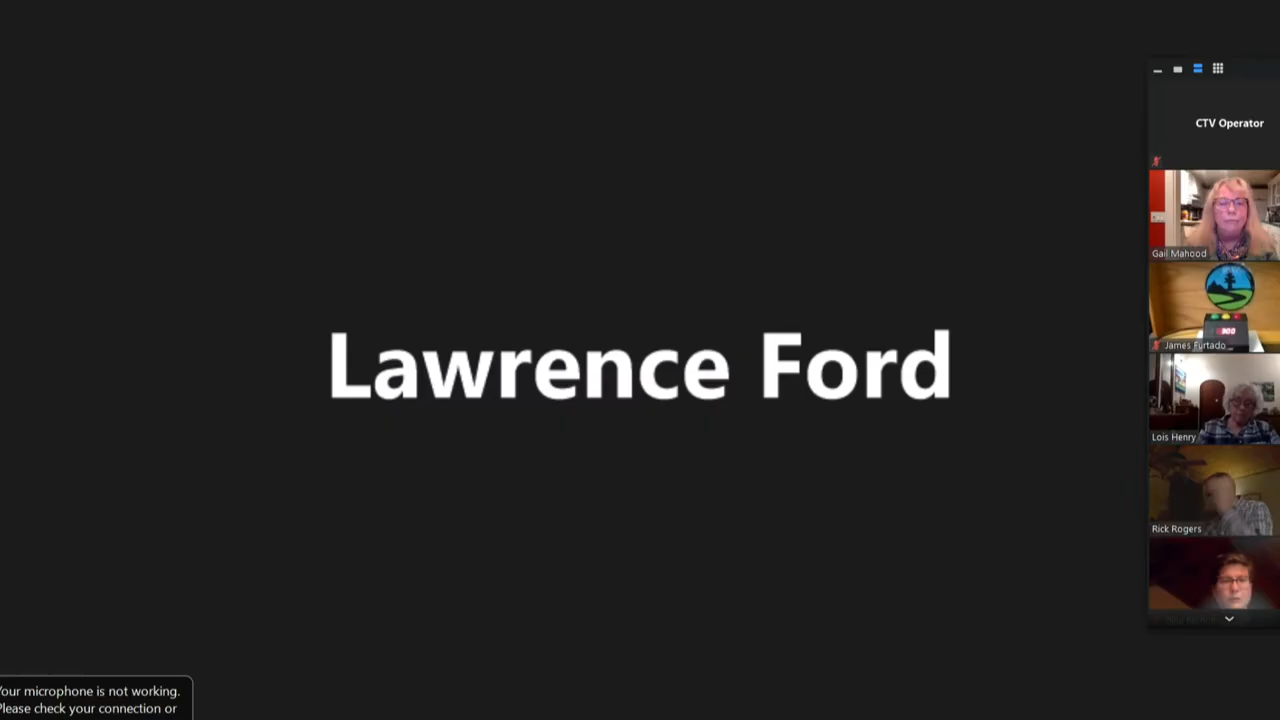 CTV Operator
Gail Mahood
James Furtado
Lois Henry
Rick Rogers
Lawrence Ford
Your microphone is not working.
Please check your connection or